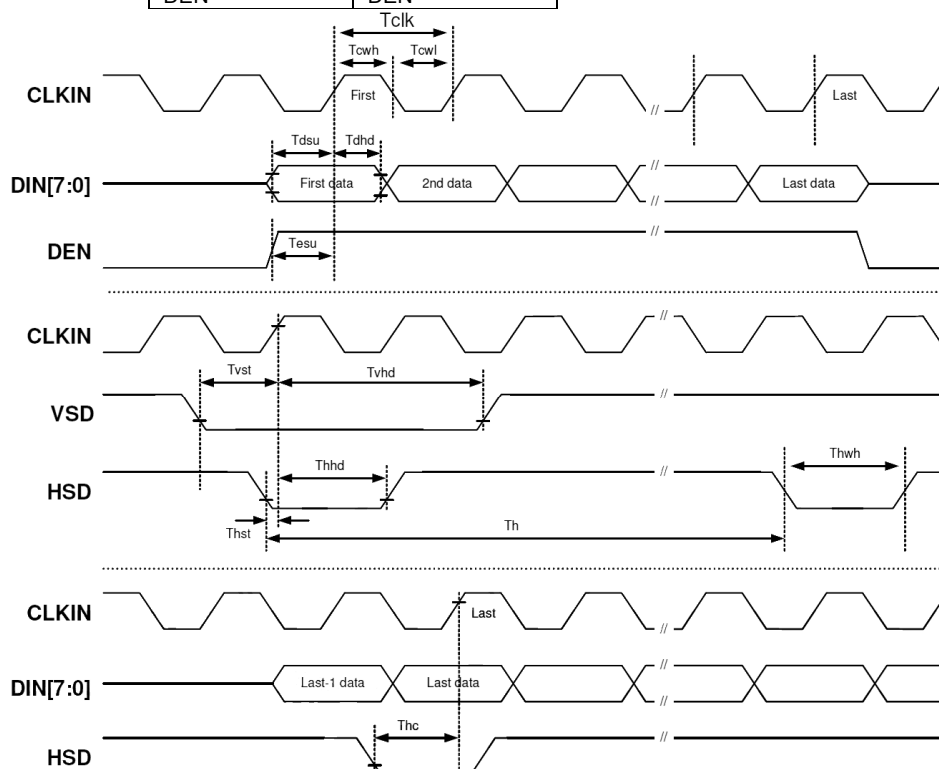 DEN DEN
Tclk
Tcwh Tcwl
CLKIN First // Last
Tdsu Tdhd
DIN[7:0] First data 2nd data // // Last data
DEN Tesu //
CLKIN //
Tvst Tvhd
VSD //
HSD Thhd // Thwh
Thst Th
CLKIN Last //
DIN[7:0] Last-1 data Last data // //
Thc
HSD //